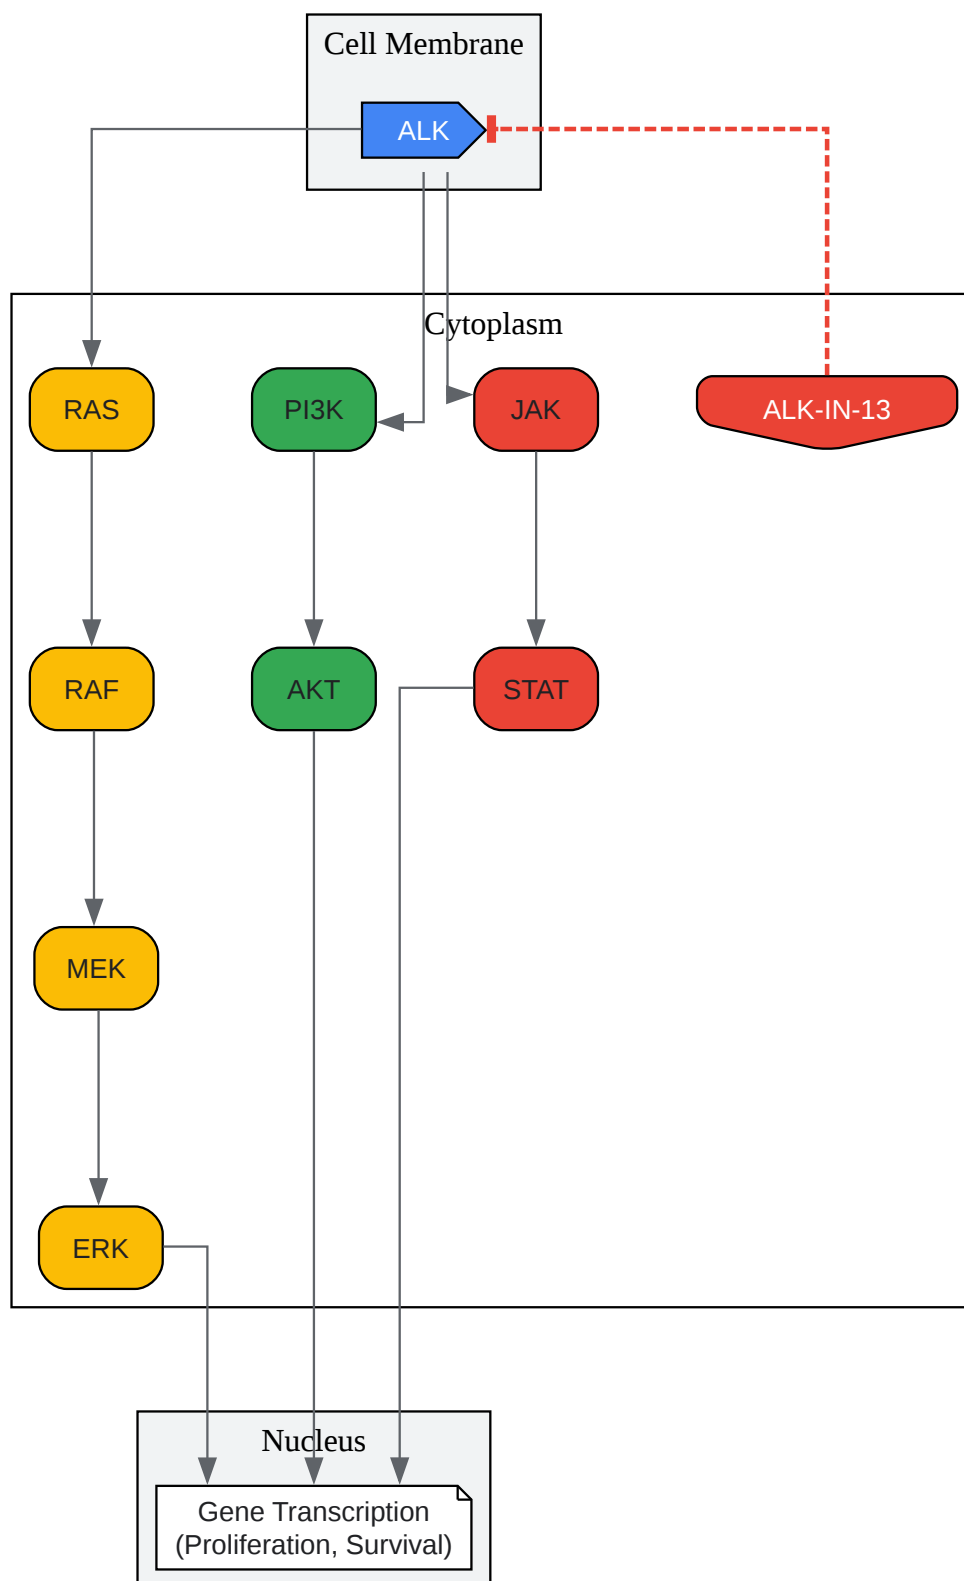 Cell Membrane
ALK
Cytoplasm
RAS
PI3K
JAK
ALK-IN-13
RAF
AKT
STAT
MEK
ERK
Nucleus
Gene Transcription
(Proliferation, Survival)